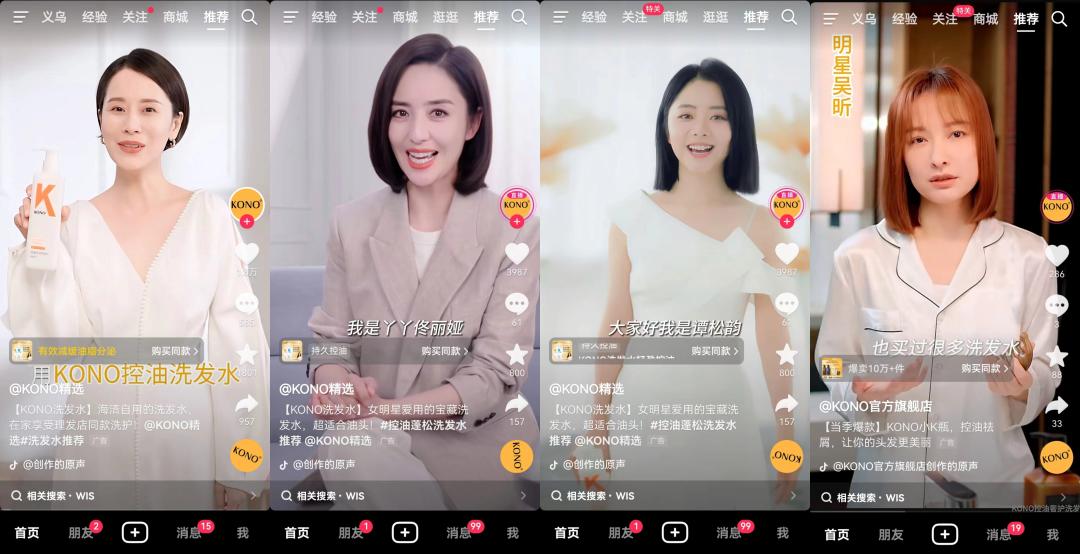 义乌 经验 关注 商城 推荐
K
KONO
KONO
有效减缓油脂分泌 购买同款
用KONO控油洗发水
@KONO精选
【KONO洗发水】海清自用的洗发水，
在家享受理发店同款洗护！@KONO精
选#洗发水推荐 广告
957
KONO
@创作的原声
相关搜索·WIS
首页 朋友 2 消息 15 我
经验 关注 商城 逛逛 推荐
直播
KONO
3987
61
我是丫丫佟丽娅
持久控油 购买同款
800
@KONO精选
【KONO洗发水】女明星爱用的宝藏洗
发水，超适合油头！#控油蓬松洗发水
推荐 @KONO精选 广告
157
KONO
@创作的原声
相关搜索·WIS
首页 朋友 1 消息 99 我
经验 关注 特关 商城 逛逛 推荐
直播
KONO
3987
大家好我是谭松韵
持久控油
购买同款
800
@KONO精选
【KONO洗发水】女明星爱用的宝藏洗
发水，超适合油头！#控油蓬松洗发水
推荐 @KONO精选 广告
157
KONO
@创作的原声
相关搜索·WIS
首页 朋友 1 消息 99 我
义乌 经验 关注 特关 商城 推荐
明星吴昕
直播
KONO
286
3
也买过很多洗发水
爆卖10万+件 购买同款
88
@KONO官方旗舰店
【当季爆款】KONO小K瓶，控油祛
屑，让你的头发更美丽 广告
33
KONO
@KONO官方旗舰店创作的原声
相关搜索·WIS
KONO控油奢护洗发
首页 朋友 消息 19 我